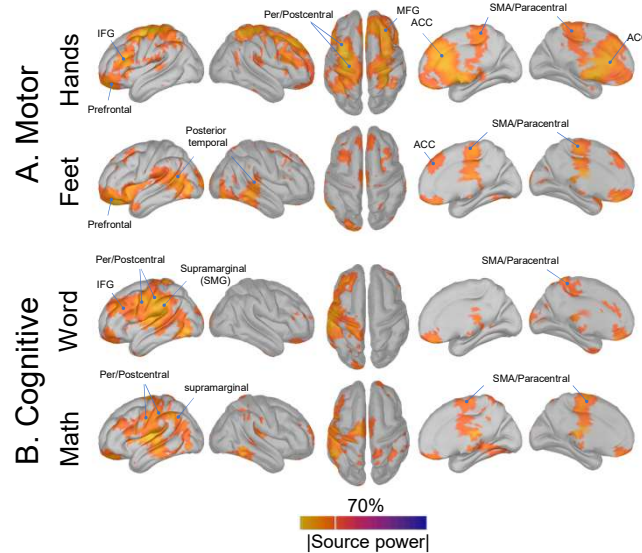 A. Motor
Hands
IFG
Prefrontal
Per/Postcentral
MFG
ACC
SMA/Paracentral
ACC
Feet
Prefrontal
Posterior
temporal
ACC
SMA/Paracentral
B. Cognitive
Word
IFG
Per/Postcentral
Supramarginal
(SMG)
SMA/Paracentral
Math
Per/Postcentral
supramarginal
SMA/Paracentral
70%
|Source power|